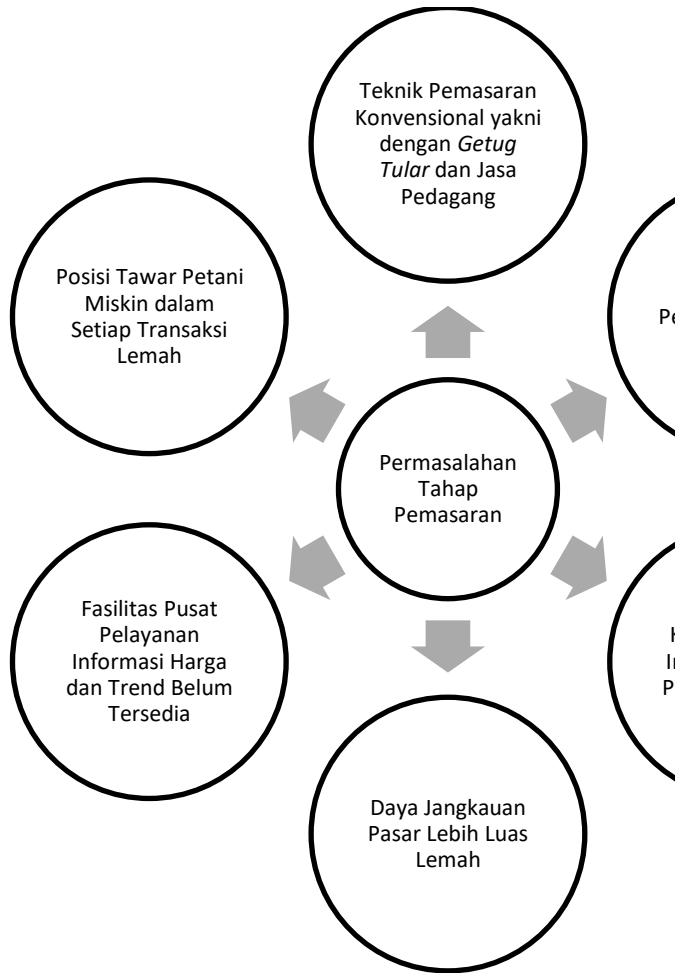 Teknik Pemasaran
Konvensional yakni
dengan Getug
Tular dan Jasa
Pedagang
Posisi Tawar Petani
Miskin dalam
Setiap Transaksi
Lemah
Permasalahan
Tahap
Pemasaran
Fasilitas Pusat
Pelayanan
Informasi Harga
dan Trend Belum
Tersedia
Daya Jangkauan
Pasar Lebih Luas
Lemah